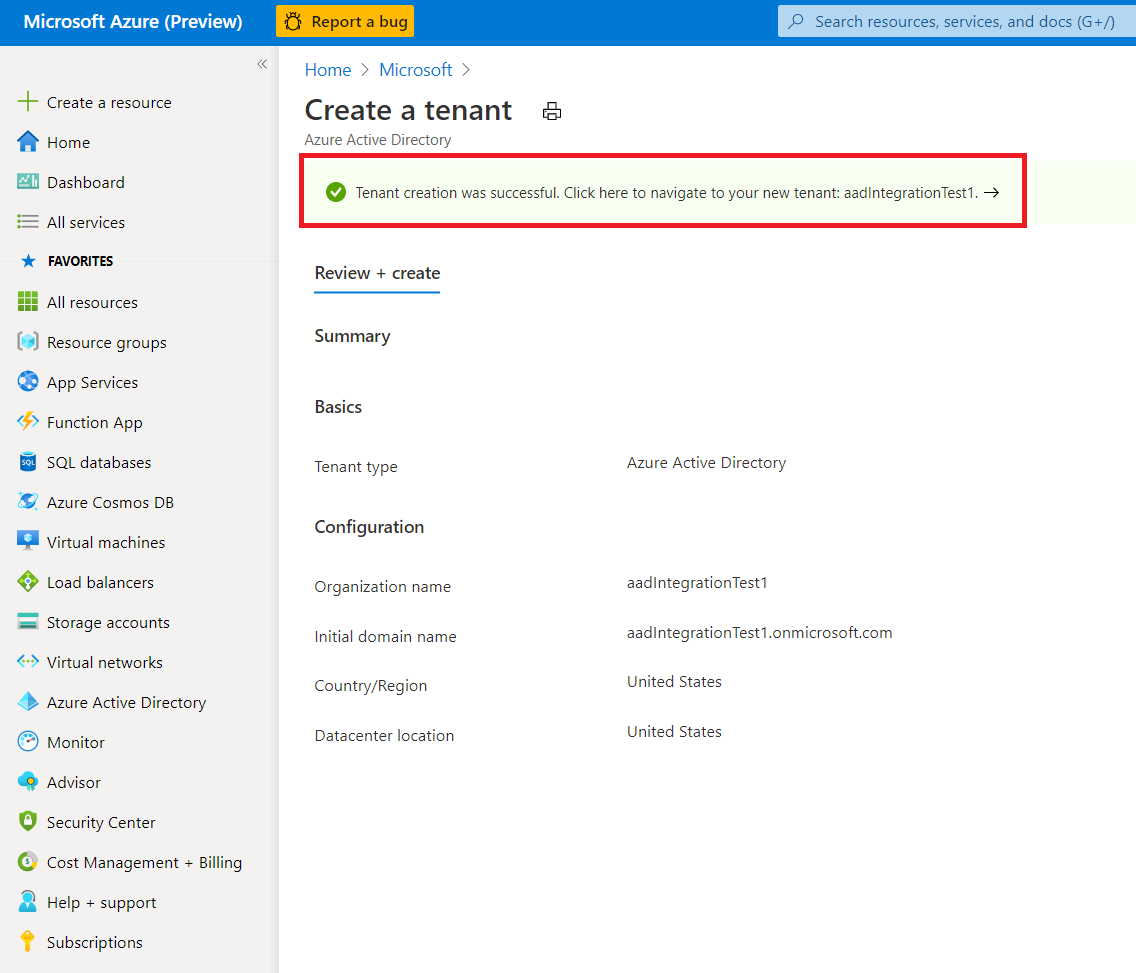 Microsoft Azure (Preview)
Report a bug
Search resources, services, and docs (G+/)
Create a resource
Home
Dashboard
All services
FAVORITES
All resources
Resource groups
App Services
Function App
SQL
SQL databases
Azure Cosmos DB
Virtual machines
Load balancers
Storage accounts
Virtual networks
Azure Active Directory
Monitor
Advisor
Security Center
Cost Management + Billing
Help + support
Subscriptions
Home > Microsoft >
Create a tenant
Azure Active Directory
Tenant creation was successful. Click here to navigate to your new tenant: aadIntegrationTest1. →
Review + create
Summary
Basics
Tenant type Azure Active Directory
Configuration
Organization name aadIntegrationTest1
Initial domain name aadIntegrationTest1.onmicrosoft.com
Country/Region United States
Datacenter location United States